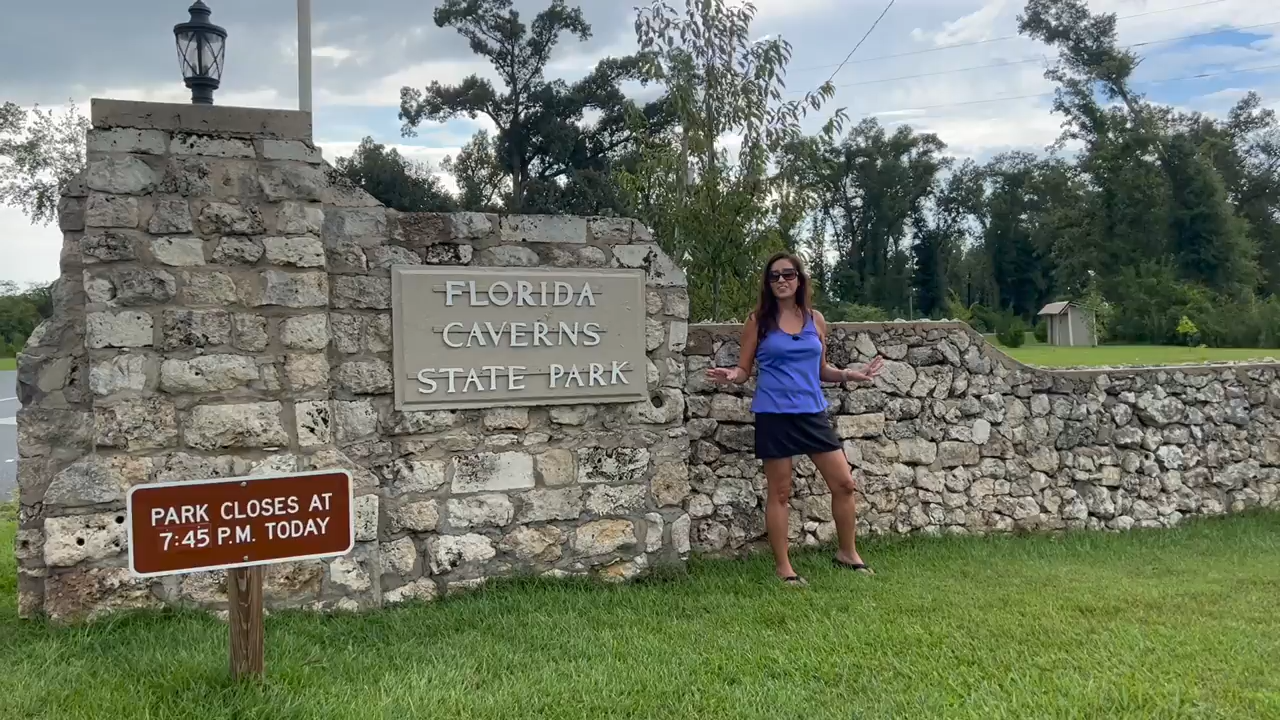 FLORIDA
CAVERNS
STATE PARK
PARK CLOSES AT
7:45 P.M. TODAY